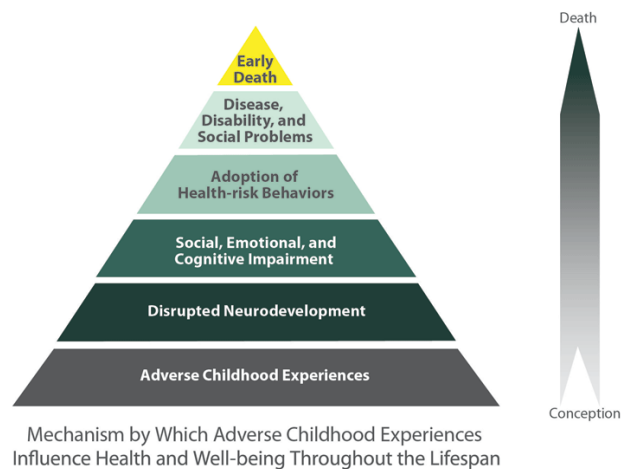 Death
Early
Death
Disease,
Disability, and
Social Problems
Adoption of
Health-risk Behaviors
Social, Emotional, and
Cognitive Impairment
Disrupted Neurodevelopment
Adverse Childhood Experiences
Conception
Mechanism by Which Adverse Childhood Experiences
Influence Health and Well-being Throughout the Lifespan